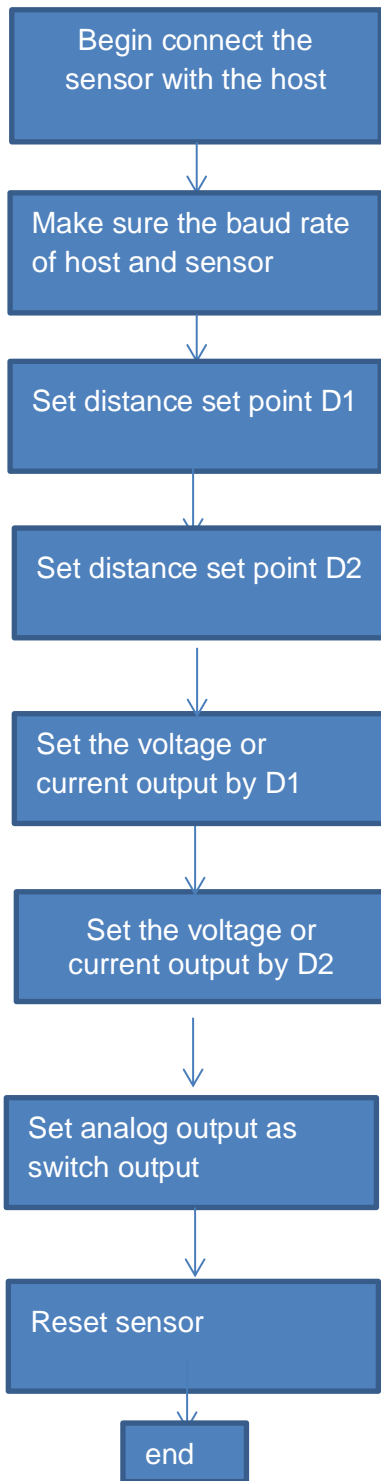 Begin connect the
sensor with the host
Make sure the baud rate
of host and sensor
Set distance set point D1
Set distance set point D2
Set the voltage or
current output by D1
Set the voltage or
current output by D2
Set analog output as
switch output
Reset sensor
end